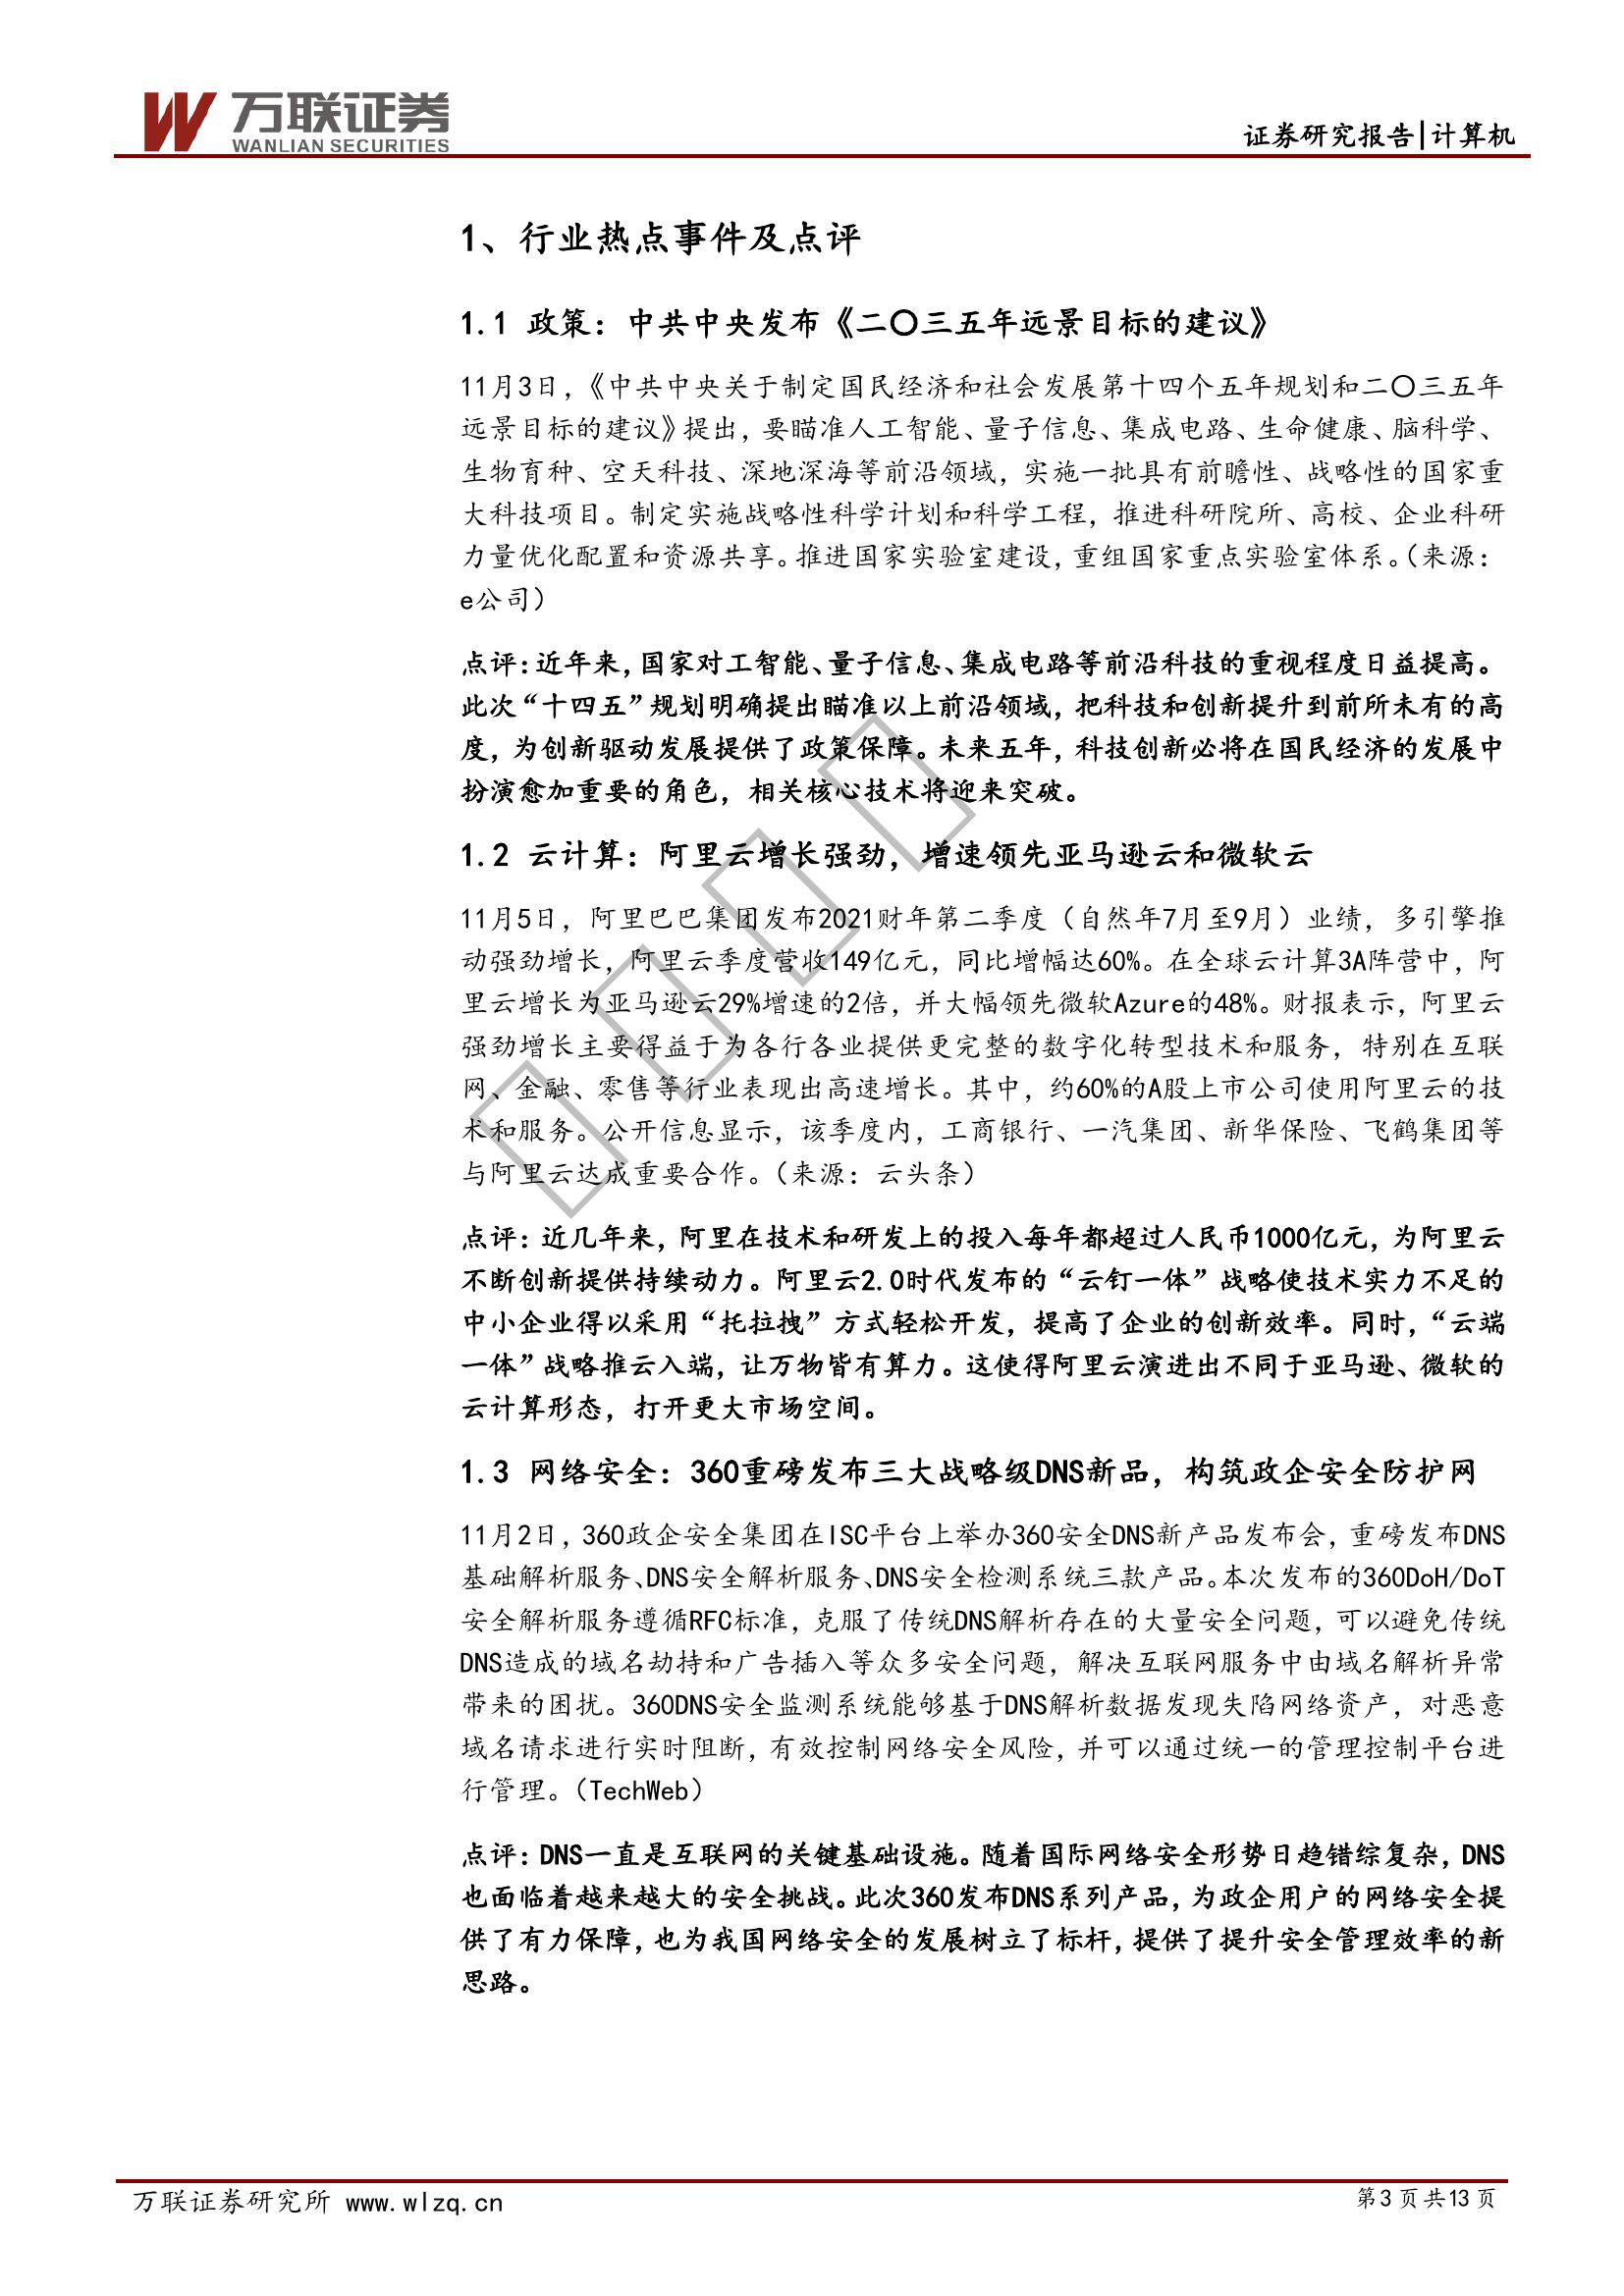 万联证券
WANLIAN SECURITIES
证券研究报告|计算机
1、行业热点事件及点评
1.1 政策：中共中央发布《二〇三五年远景目标的建议》
11月3日，《中共中央关于制定国民经济和社会发展第十四个五年规划和二〇三五年
远景目标的建议》提出，要瞄准人工智能、量子信息、集成电路、生命健康、脑科学、
生物育种、空天科技、深地深海等前沿领域，实施一批具有前瞻性、战略性的国家重
大科技项目。制定实施战略性科学计划和科学工程，推进科研院所、高校、企业科研
力量优化配置和资源共享。推进国家实验室建设，重组国家重点实验室体系。（来源：
e公司）
点评：近年来，国家对工智能、量子信息、集成电路等前沿科技的重视程度日益提高。
此次“十四五”规划明确提出瞄准以上前沿领域，把科技和创新提升到前所未有的高
度，为创新驱动发展提供了政策保障。未来五年，科技创新必将在国民经济的发展中
扮演愈加重要的角色，相关核心技术将迎来突破。
1.2 云计算：阿里云增长强劲，增速领先亚马逊云和微软云
11月5日，阿里巴巴集团发布2021财年第二季度（自然年7月至9月）业绩，多引擎推
动强劲增长，阿里云季度营收149亿元，同比增幅达60%。在全球云计算3A阵营中，阿
里云增长为亚马逊云29%增速的2倍，并大幅领先微软Azure的48%。财报表示，阿里云
强劲增长主要得益于为各行各业提供更完整的数字化转型技术和服务，特别在互联
网、金融、零售等行业表现出高速增长。其中，约60%的A股上市公司使用阿里云的技
术和服务。公开信息显示，该季度内，工商银行、一汽集团、新华保险、飞鹤集团等
与阿里云达成重要合作。（来源：云头条）
点评：近几年来，阿里在技术和研发上的投入每年都超过人民币1000亿元，为阿里云
不断创新提供持续动力。阿里云2.0时代发布的“云钉一体”战略使技术实力不足的
中小企业得以采用“托拉拽”方式轻松开发，提高了企业的创新效率。同时，“云端
一体”战略推云入端，让万物皆有算力。这使得阿里云演进出不同于亚马逊、微软的
云计算形态，打开更大市场空间。
1.3 网络安全：360重磅发布三大战略级DNS新品，构筑政企安全防护网
11月2日，360政企安全集团在ISC平台上举办360安全DNS新产品发布会，重磅发布DNS
基础解析服务、DNS安全解析服务、DNS安全检测系统三款产品。本次发布的360DoH/DoT
安全解析服务遵循RFC标准，克服了传统DNS解析存在的大量安全问题，可以避免传统
DNS造成的域名劫持和广告插入等众多安全问题，解决互联网服务中由域名解析异常
带来的困扰。360DNS安全监测系统能够基于DNS解析数据发现失陷网络资产，对恶意
域名请求进行实时阻断，有效控制网络安全风险，并可以通过统一的管理控制平台进
行管理。（TechWeb）
点评：DNS一直是互联网的关键基础设施。随着国际网络安全形势日趋错综复杂，DNS
也面临着越来越大的安全挑战。此次360发布DNS系列产品，为政企用户的网络安全提
供了有力保障，也为我国网络安全的发展树立了标杆，提供了提升安全管理效率的新
思路。
万联证券研究所 www.wlzq.cn
第3页共13页